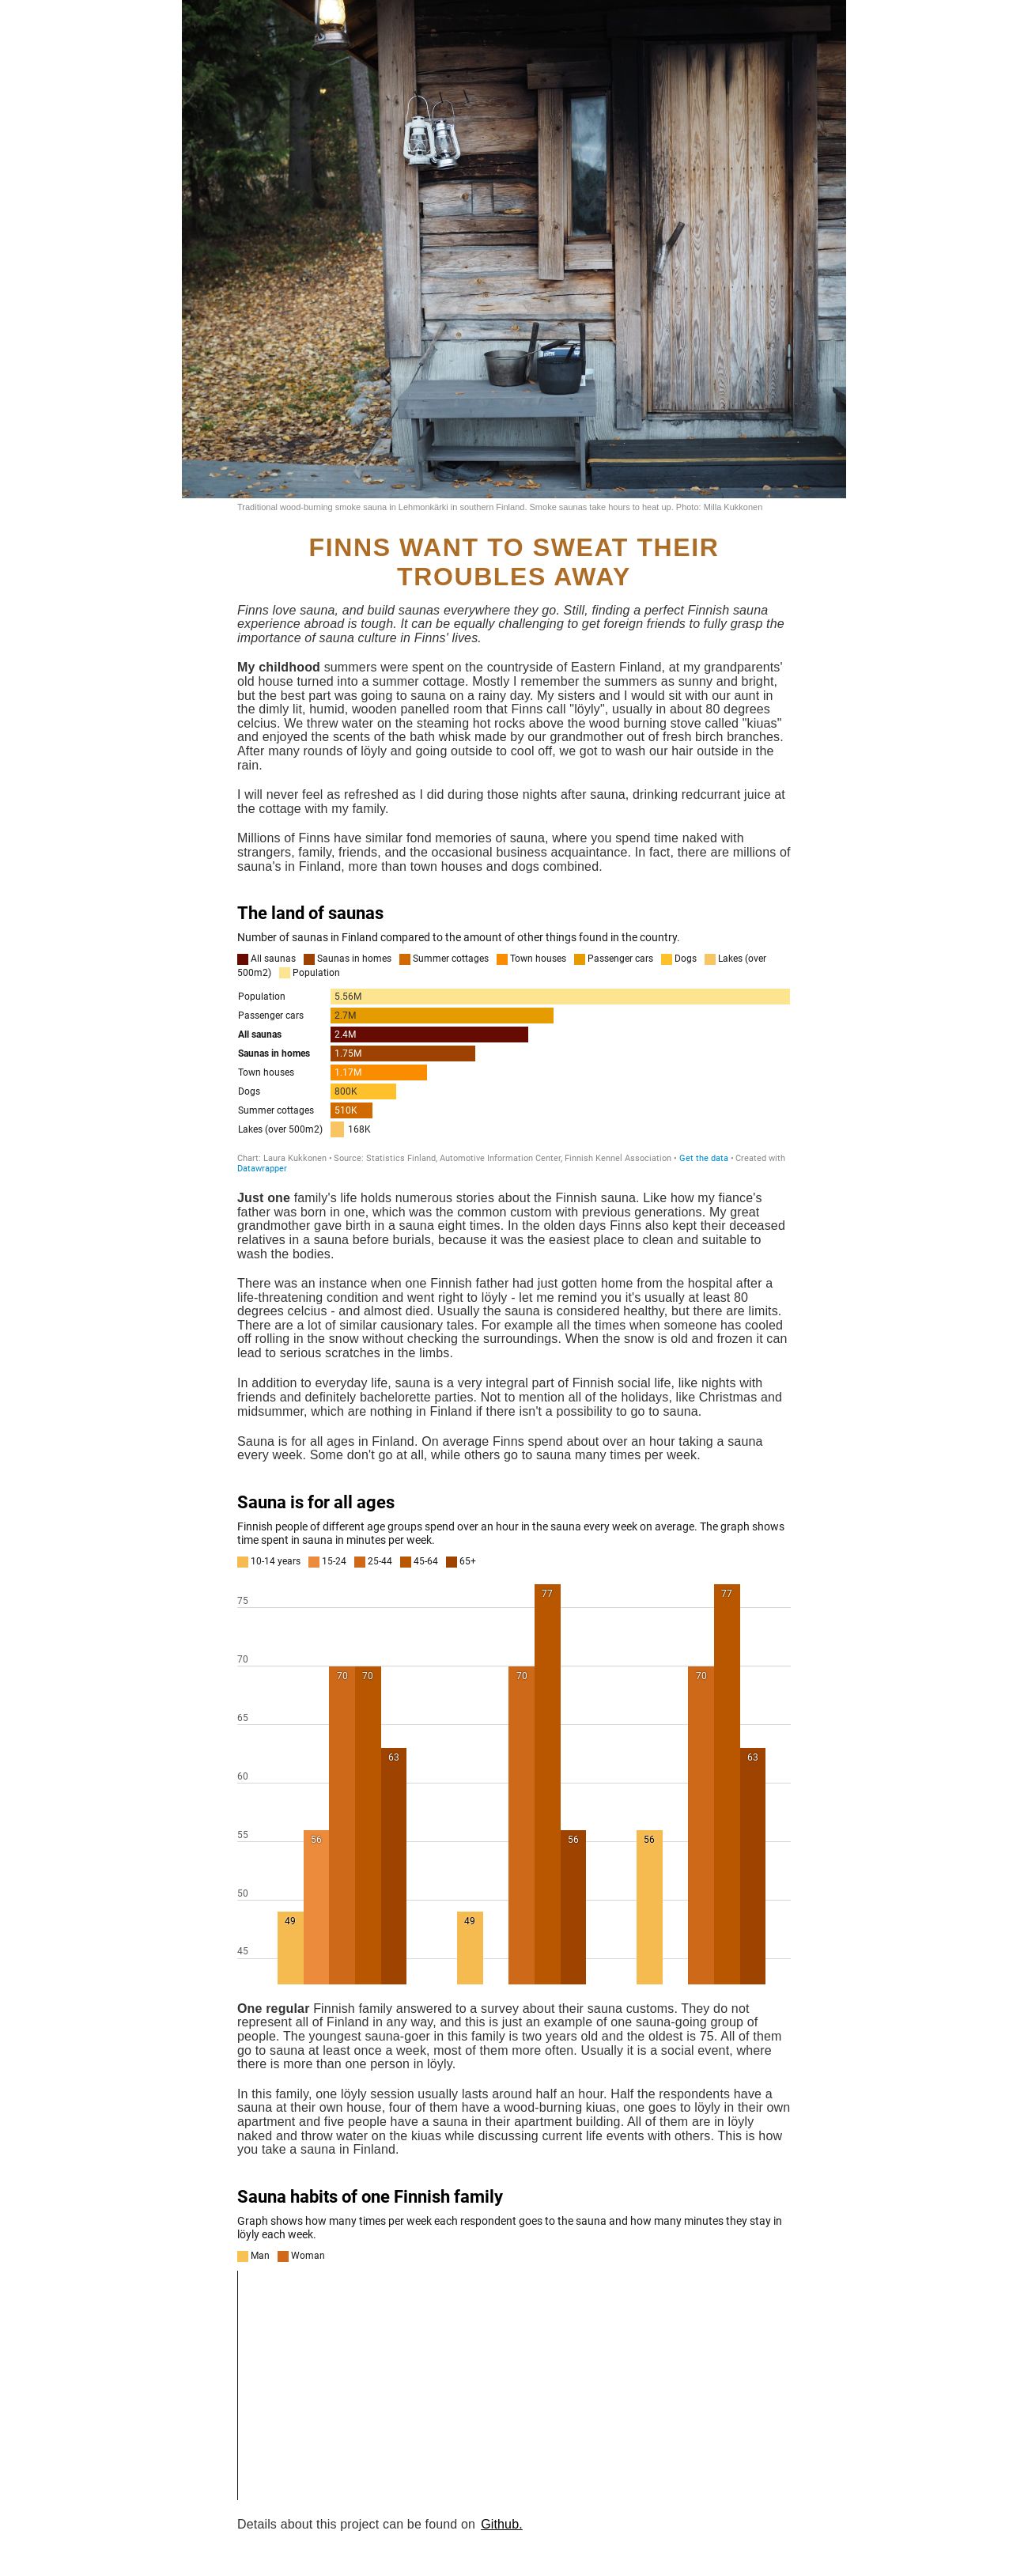 Traditional wood-burning smoke sauna in Lehmonkärki in southern Finland. Smoke saunas take hours to heat up. Photo: Milla Kukkonen
FINNS WANT TO SWEAT THEIR
TROUBLES AWAY
Finns love sauna, and build saunas everywhere they go. Still, finding a perfect Finnish sauna
experience abroad is tough. It can be equally challenging to get foreign friends to fully grasp the
importance of sauna culture in Finns' lives.
My childhood summers were spent on the countryside of Eastern Finland, at my grandparents'
old house turned into a summer cottage. Mostly I remember the summers as sunny and bright,
but the best part was going to sauna on a rainy day. My sisters and I would sit with our aunt in
the dimly lit, humid, wooden panelled room that Finns call "löyly", usually in about 80 degrees
celcius. We threw water on the steaming hot rocks above the wood burning stove called "kiuas"
and enjoyed the scents of the bath whisk made by our grandmother out of fresh birch branches.
After many rounds of löyly and going outside to cool off, we got to wash our hair outside in the
rain.
I will never feel as refreshed as I did during those nights after sauna, drinking redcurrant juice at
the cottage with my family.
Millions of Finns have similar fond memories of sauna, where you spend time naked with
strangers, family, friends, and the occasional business acquaintance. In fact, there are millions of
sauna's in Finland, more than town houses and dogs combined.
The land of saunas
Number of saunas in Finland compared to the amount of other things found in the country.
All saunas Saunas in homes Summer cottages Town houses Passenger cars Dogs Lakes (over
500m2) Population
Population 5.56M
Passenger cars 2.7M
All saunas 2.4M
Saunas in homes 1.75M
Town houses 1.17M
Dogs 800K
Summer cottages 510K
Lakes (over 500m2) 168K
Chart: Laura Kukkonen • Source: Statistics Finland, Automotive Information Center, Finnish Kennel Association • Get the data • Created with
Datawrapper
Just one family's life holds numerous stories about the Finnish sauna. Like how my fiance's
father was born in one, which was the common custom with previous generations. My great
grandmother gave birth in a sauna eight times. In the olden days Finns also kept their deceased
relatives in a sauna before burials, because it was the easiest place to clean and suitable to
wash the bodies.
There was an instance when one Finnish father had just gotten home from the hospital after a
life-threatening condition and went right to löyly - let me remind you it's usually at least 80
degrees celcius - and almost died. Usually the sauna is considered healthy, but there are limits.
There are a lot of similar causionary tales. For example all the times when someone has cooled
off rolling in the snow without checking the surroundings. When the snow is old and frozen it can
lead to serious scratches in the limbs.
In addition to everyday life, sauna is a very integral part of Finnish social life, like nights with
friends and definitely bachelorette parties. Not to mention all of the holidays, like Christmas and
midsummer, which are nothing in Finland if there isn't a possibility to go to sauna.
Sauna is for all ages in Finland. On average Finns spend about over an hour taking a sauna
every week. Some don't go at all, while others go to sauna many times per week.
Sauna is for all ages
Finnish people of different age groups spend over an hour in the sauna every week on average. The graph shows
time spent in sauna in minutes per week.
10-14 years 15-24 25-44 45-64 65+
77 77
75
70
70 70 70 70
65
63 63
60
55
56 56 56
50
49 49
45
One regular Finnish family answered to a survey about their sauna customs. They do not
represent all of Finland in any way, and this is just an example of one sauna-going group of
people. The youngest sauna-goer in this family is two years old and the oldest is 75. All of them
go to sauna at least once a week, most of them more often. Usually it is a social event, where
there is more than one person in löyly.
In this family, one löyly session usually lasts around half an hour. Half the respondents have a
sauna at their own house, four of them have a wood-burning kiuas, one goes to löyly in their own
apartment and five people have a sauna in their apartment building. All of them are in löyly
naked and throw water on the kiuas while discussing current life events with others. This is how
you take a sauna in Finland.
Sauna habits of one Finnish family
Graph shows how many times per week each respondent goes to the sauna and how many minutes they stay in
löyly each week.
Man Woman
Details about this project can be found on Github.